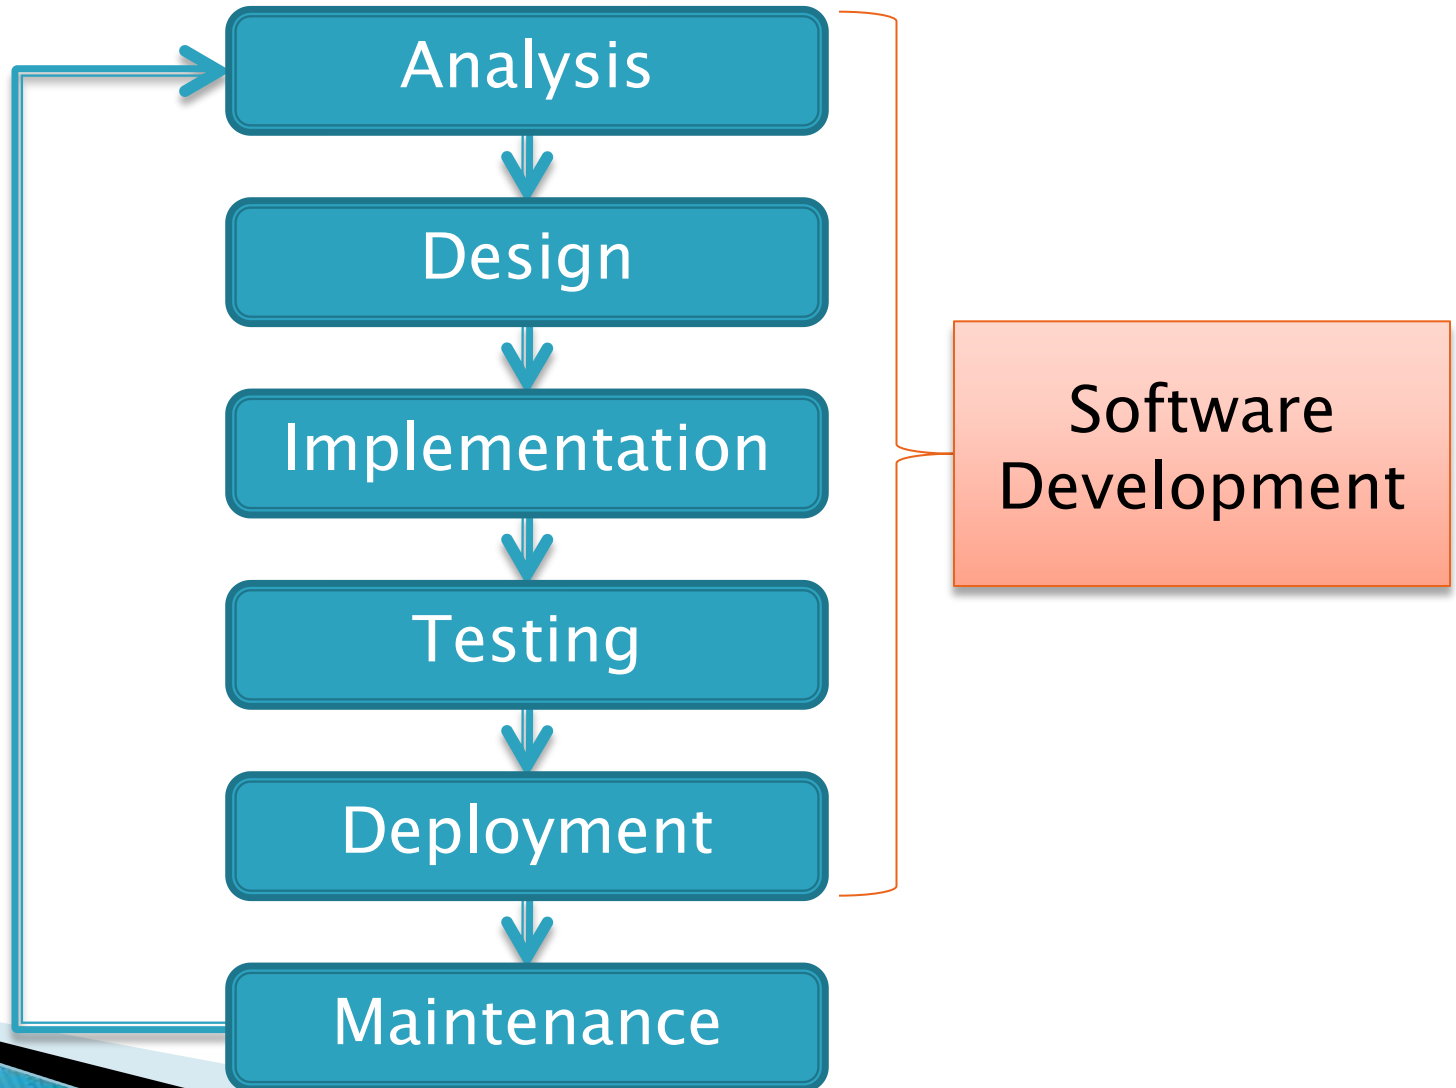 Analysis
Design
Implementation
Testing
Deployment
Maintenance
Software
Development